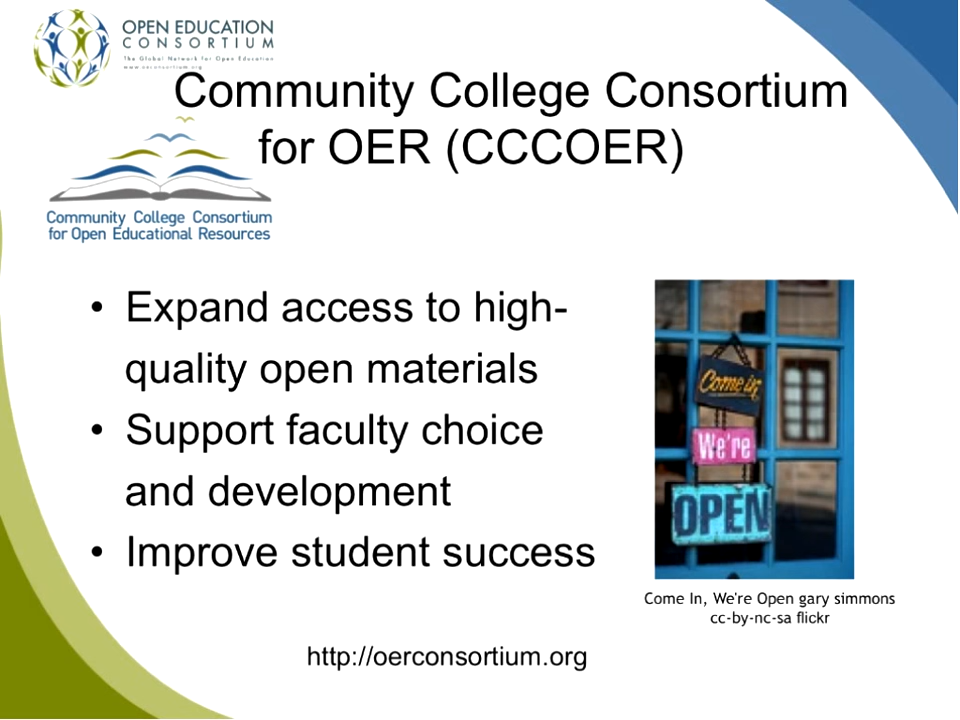 OPEN EDUCATION
CONSORTIUM
The Global Network for Open Education
www.oeconsortium.org
Community College Consortium
for OER (CCCOER)
Community College Consortium
for Open Educational Resources
• Expand access to high-
quality open materials
• Support faculty choice
and development
• Improve student success
Come in
We're
OPEN
Come In, We're Open gary simmons
cc-by-nc-sa flickr
http://oerconsortium.org